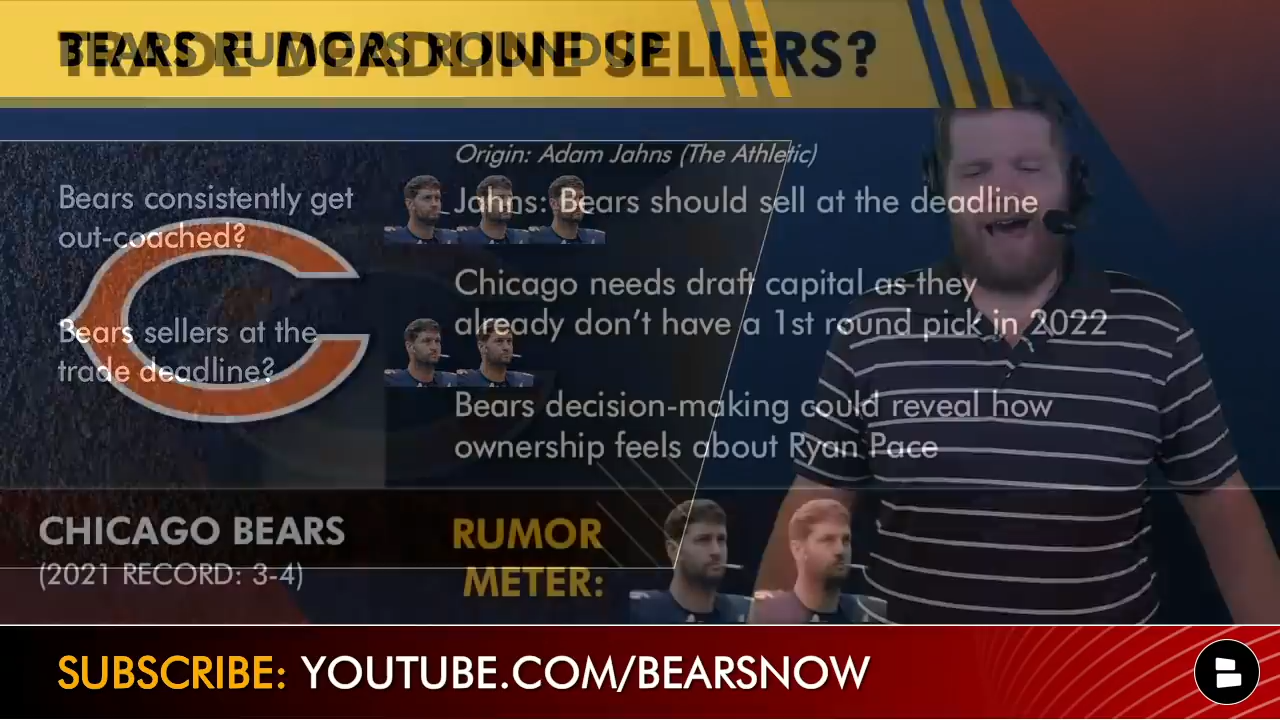 BEARS RUMORS ROUNDUP
TRADE DEADLINE SELLERS?
Origin: Adam Jahns (The Athletic)
Bears consistently get
out-coached?
Jahns: Bears should sell at the deadline
Chicago needs draft capital as they
already don't have a 1st round pick in 2022
Bears sellers at the
trade deadline?
Bears decision-making could reveal how
ownership feels about Ryan Pace
CHICAGO BEARS
(2021 RECORD: 3-4)
RUMOR
METER:
SUBSCRIBE: YOUTUBE.COM/BEARSNOW